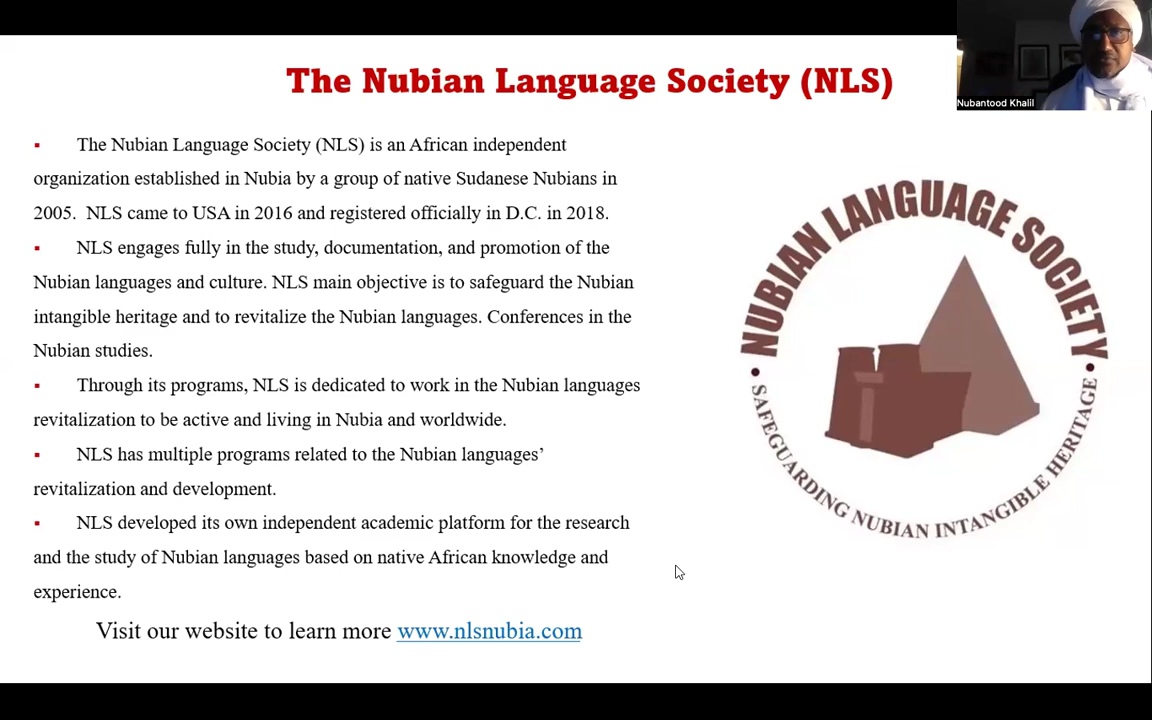 The Nubian Language Society (NLS)
Nubantood Khalil
▪ The Nubian Language Society (NLS) is an African independent
organization established in Nubia by a group of native Sudanese Nubians in
2005.  NLS came to USA in 2016 and registered officially in D.C. in 2018.
▪ NLS engages fully in the study, documentation, and promotion of the
Nubian languages and culture. NLS main objective is to safeguard the Nubian
intangible heritage and to revitalize the Nubian languages. Conferences in the
Nubian studies.
▪ Through its programs, NLS is dedicated to work in the Nubian languages
revitalization to be active and living in Nubia and worldwide.
▪ NLS has multiple programs related to the Nubian languages’
revitalization and development.
▪ NLS developed its own independent academic platform for the research
and the study of Nubian languages based on native African knowledge and
experience.
Visit our website to learn more www.nlsnubia.com
NUBIAN LANGUAGE SOCIETY
• SAFEGUARDING NUBIAN INTANGIBLE HERITAGE •